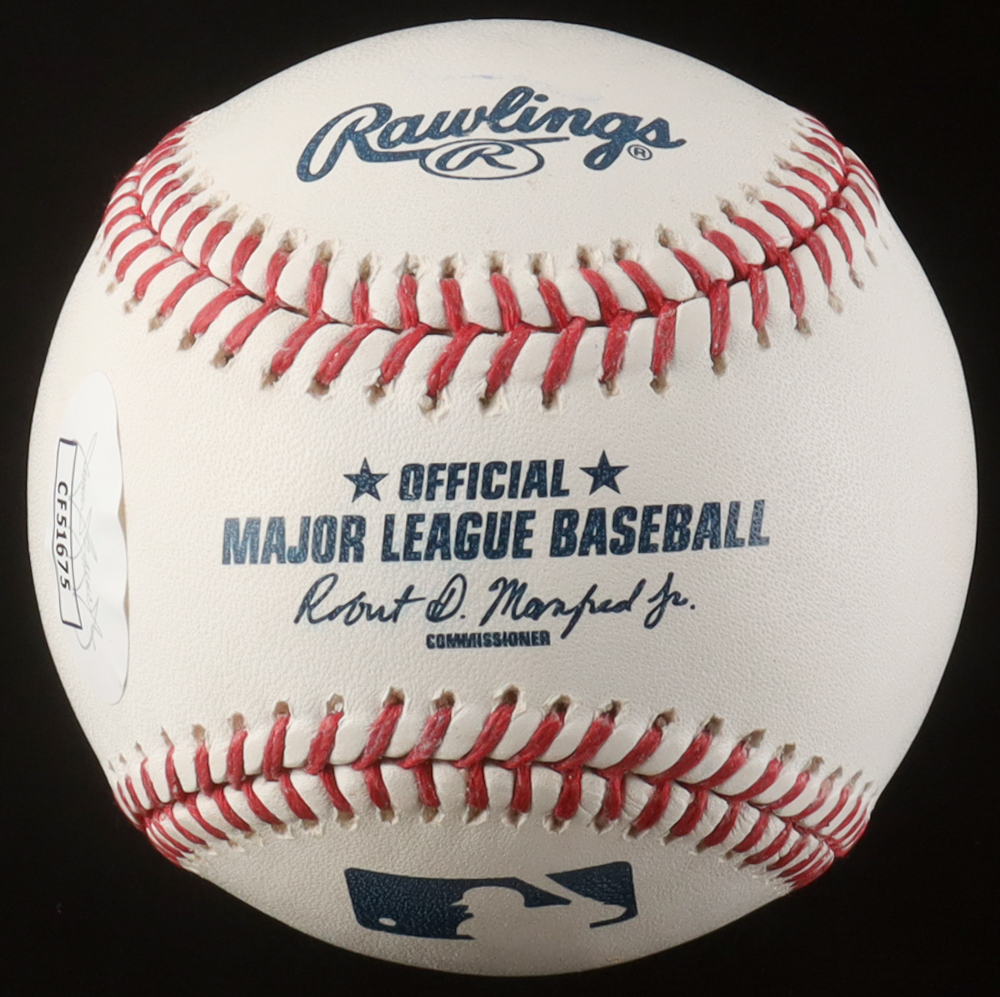 Rawlings®
R
★ OFFICIAL ★
MAJOR LEAGUE BASEBALL
Robert D. Manfred Jr.
COMMISSIONER
CF51675